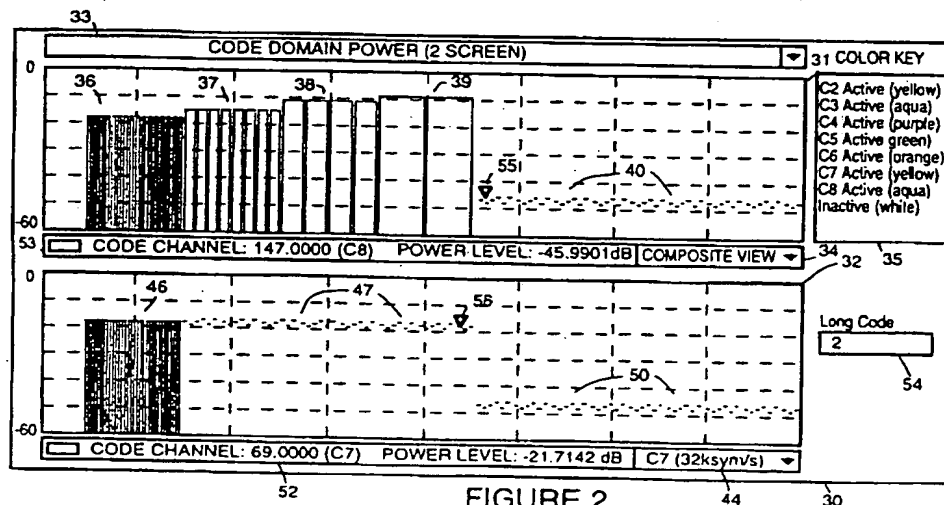 33
CODE DOMAIN POWER (2 SCREEN)
31 COLOR KEY
0
36
37
38
39
55
40
-60
C2 Active (yellow)
C3 Active (aqua)
C4 Active (purple)
C5 Active green)
C6 Active (orange)
C7 Active (yellow)
C8 Active (aqua)
Inactive (white)
53
CODE CHANNEL: 147.0000 (C8) POWER LEVEL: -45.9901dB COMPOSITE VIEW
34
32
35
0
46
47
56
50
-60
Long Code
2
54
CODE CHANNEL: 69.0000 (C7) POWER LEVEL: -21.7142 dB C7 (32ksym/s)
52
44
30
FIGURE 2